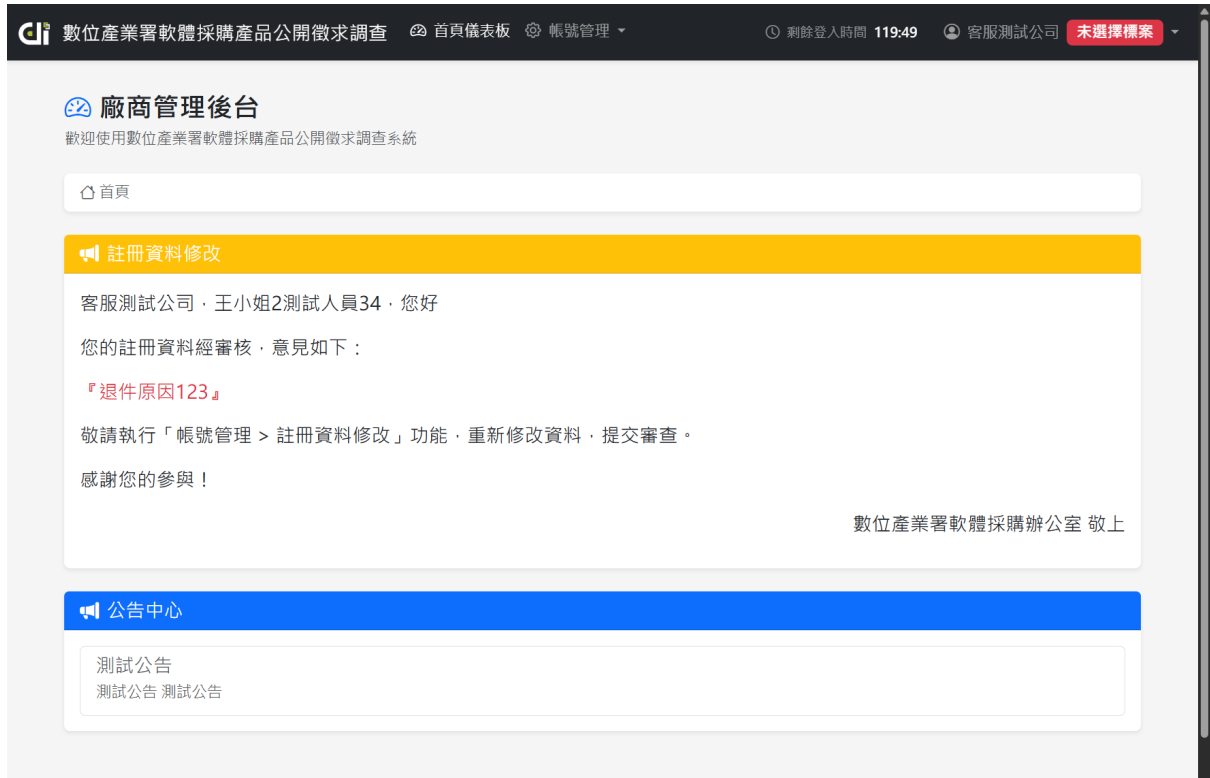 cli 數位產業署軟體採購產品公開徵求調查 首頁儀表板 帳號管理 剩餘登入時間 119:49 客服測試公司 未選擇標案
廠商管理後台
歡迎使用數位產業署軟體採購產品公開徵求調查系統
首頁
註冊資料修改
客服測試公司，王小姐2測試人員34，您好
您的註冊資料經審核，意見如下：
『退件原因123』
敬請執行「帳號管理 > 註冊資料修改」功能，重新修改資料，提交審查。
感謝您的參與！
數位產業署軟體採購辦公室 敬上
公告中心
測試公告
測試公告 測試公告